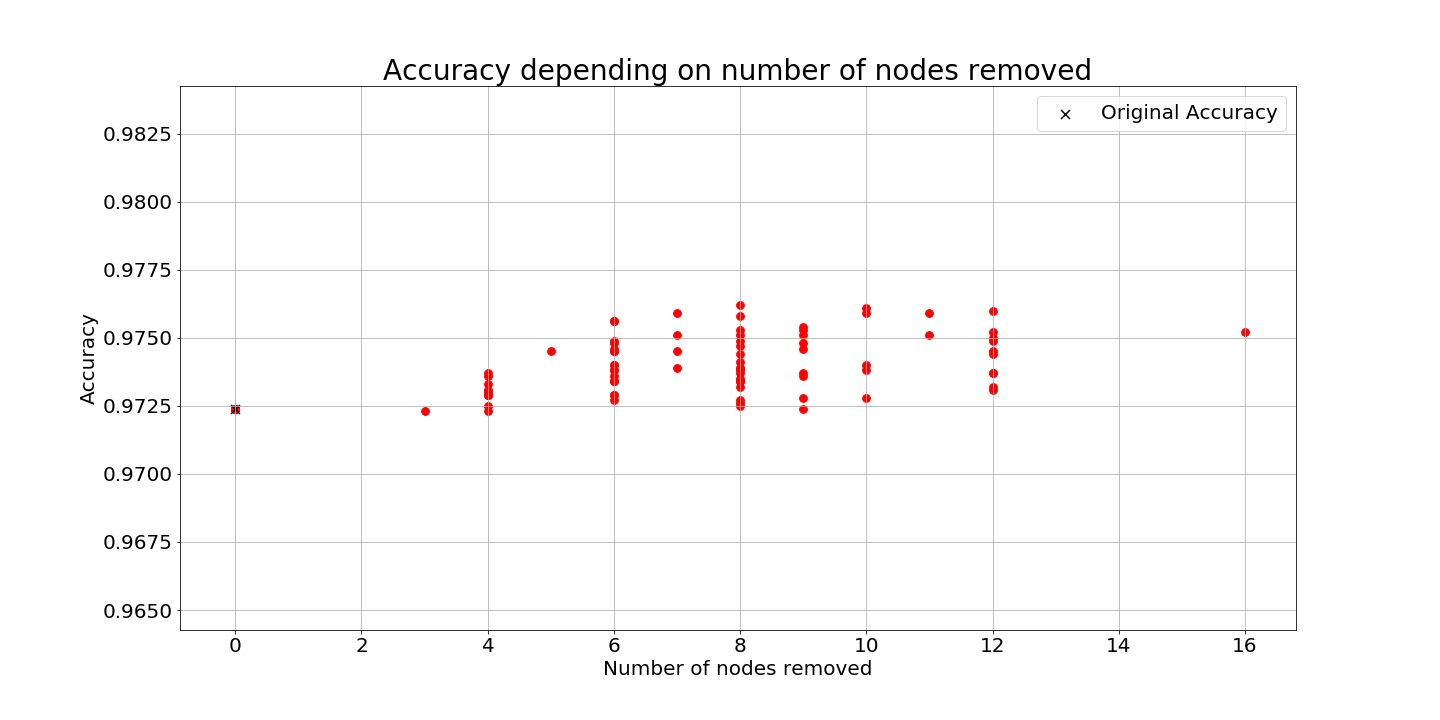 Accuracy depending on number of nodes removed
Original Accuracy
0.9825
0.9800
0.9775
0.9750
0.9725
0.9700
0.9675
0.9650
Accuracy
0 2 4 6 8 10 12 14 16
Number of nodes removed